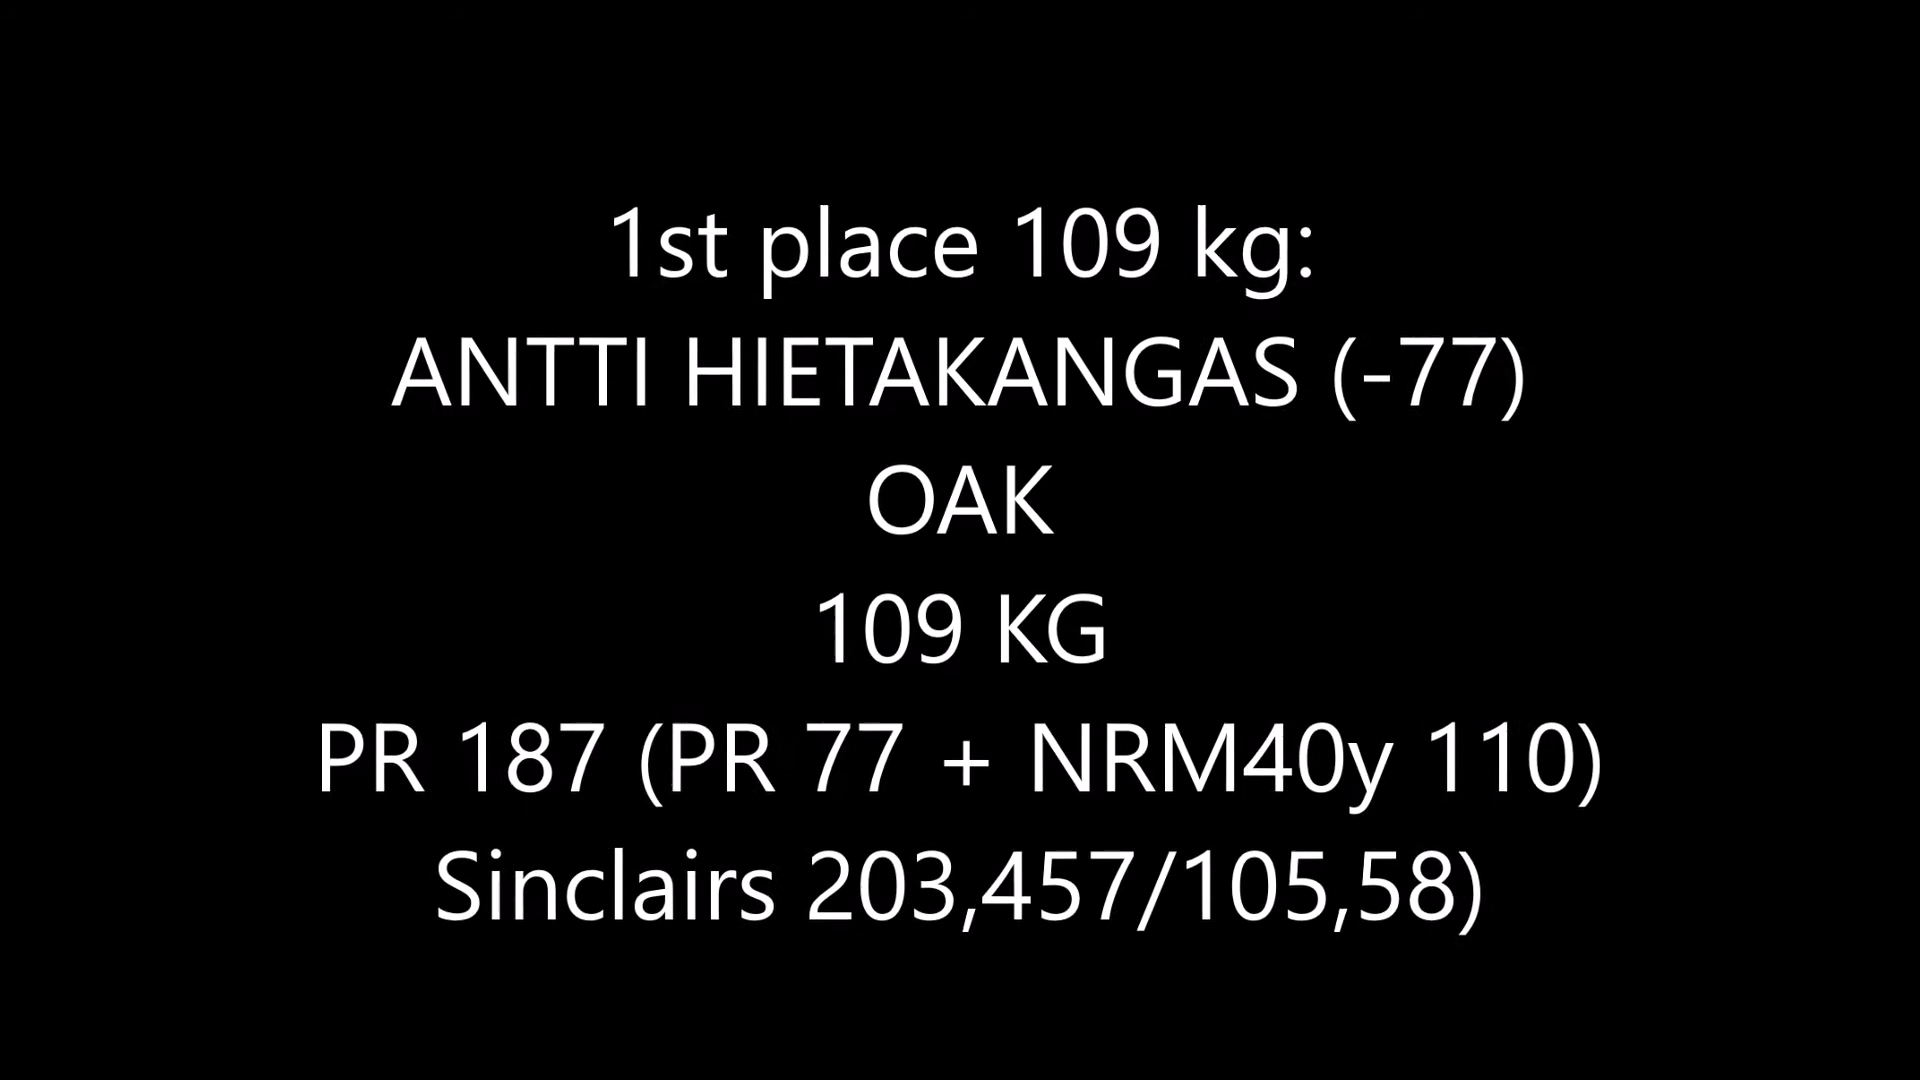 1st place 109 kg:
ANTTI HIETAKANGAS (-77)
OAK
109 KG
PR 187 (PR 77 + NRM40y 110)
Sinclairs 203,457/105,58)